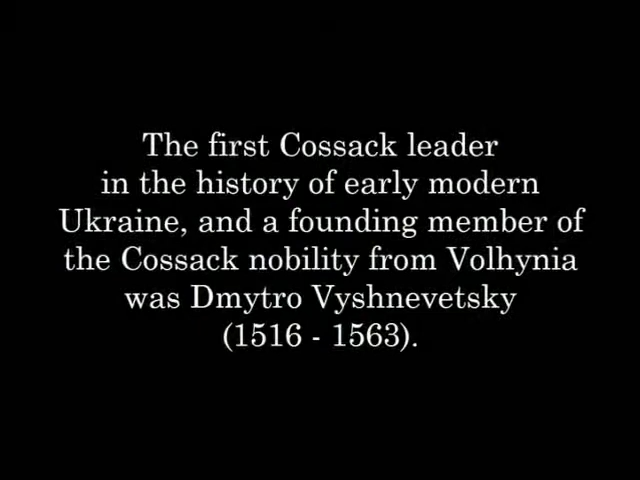 The first Cossack leader
in the history of early modern
Ukraine, and a founding member of
the Cossack nobility from Volhynia
was Dmytro Vyshnevetsky
(1516 - 1563).